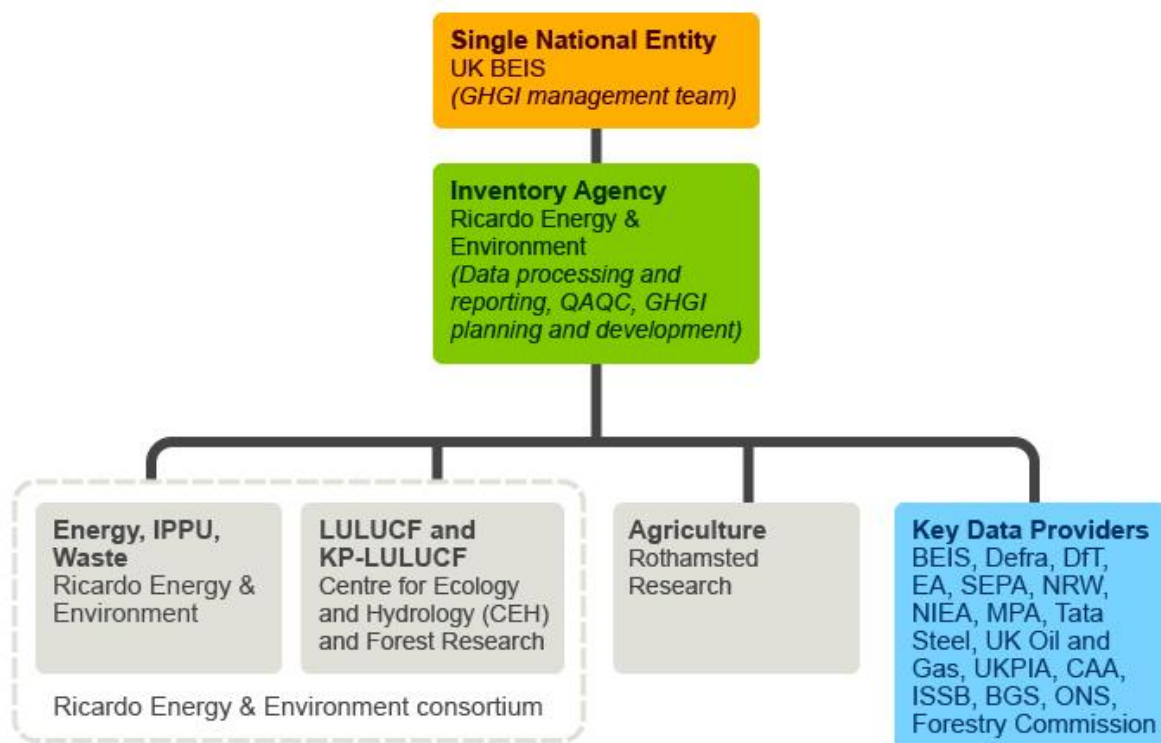 Single National Entity
UK BEIS
(GHGI management team)
Inventory Agency
Ricardo Energy &
Environment
(Data processing and
reporting, QAQC, GHGI
planning and development)
Energy, IPPU,
Waste
Ricardo Energy &
Environment
LULUCF and
KP-LULUCF
Centre for Ecology
and Hydrology (CEH)
and Forest Research
Ricardo Energy & Environment consortium
Agriculture
Rothamsted
Research
Key Data Providers
BEIS, Defra, DfT,
EA, SEPA, NRW,
NIEA, MPA, Tata
Steel, UK Oil and
Gas, UKPIA, CAA,
ISSB, BGS, ONS,
Forestry Commission